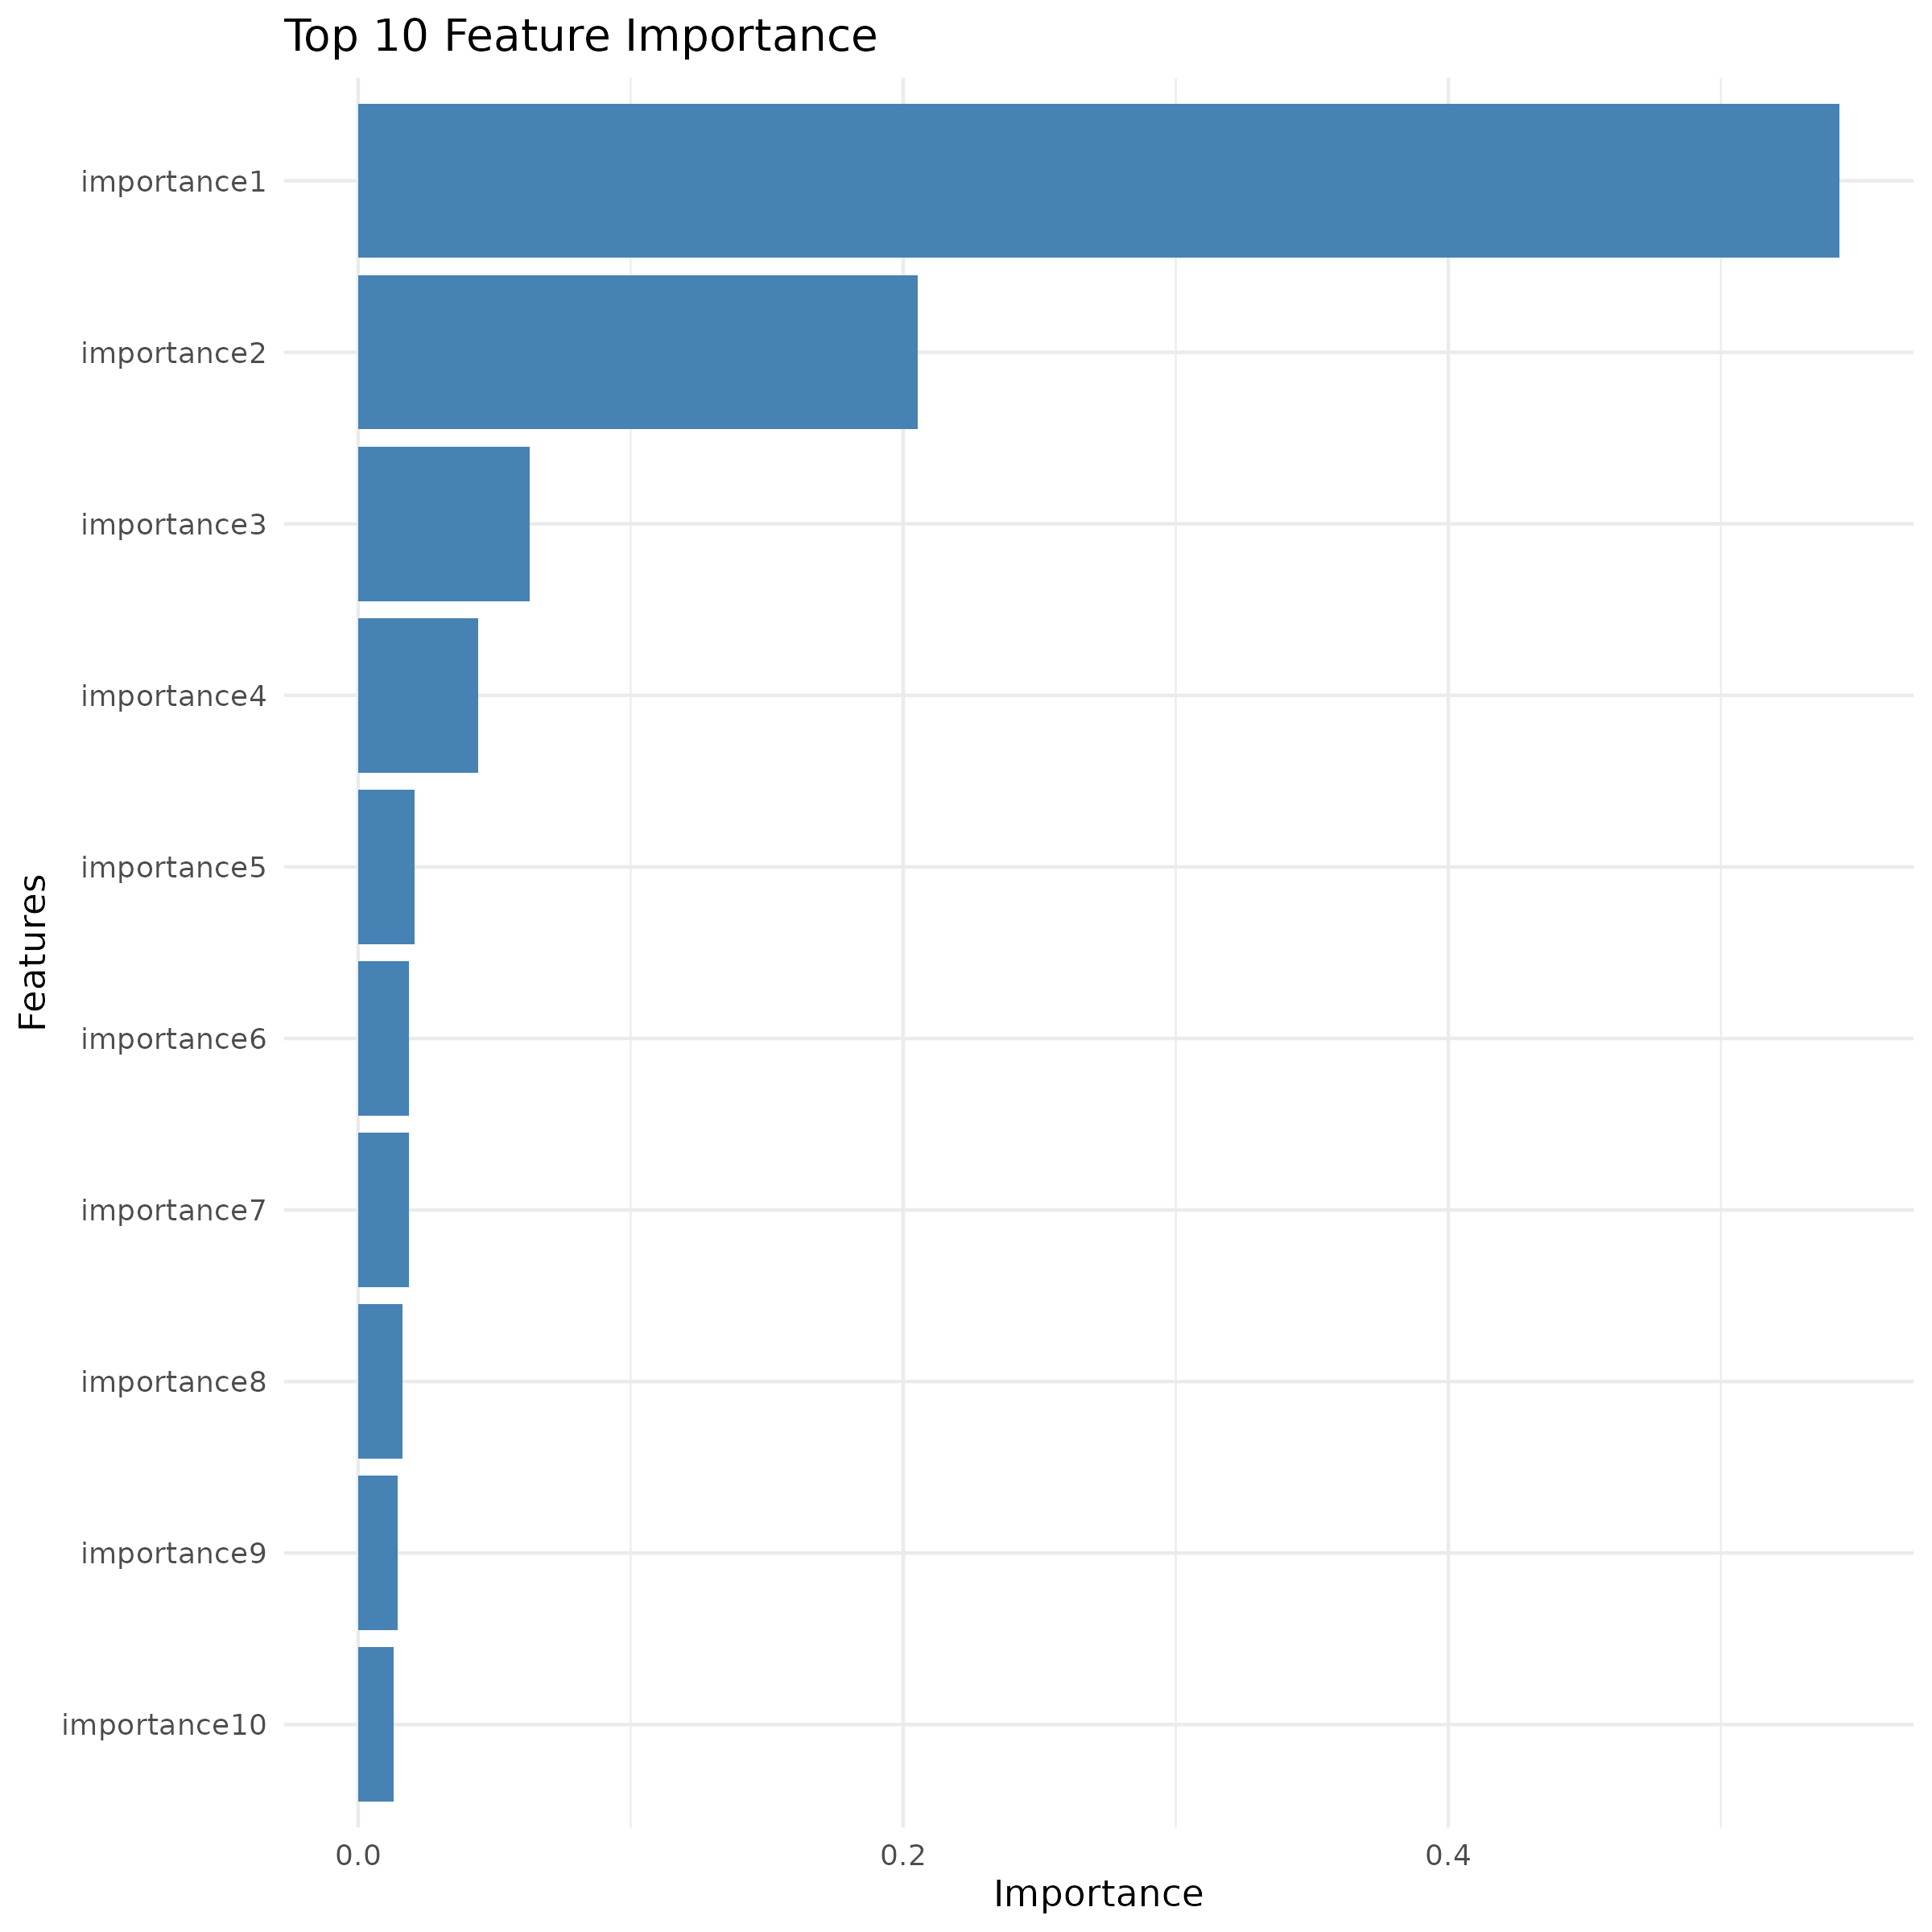 Top 10 Feature Importance
importance1
importance2
importance3
importance4
importance5
importance6
importance7
importance8
importance9
importance10
Features
0.0 0.2 0.4
Importance